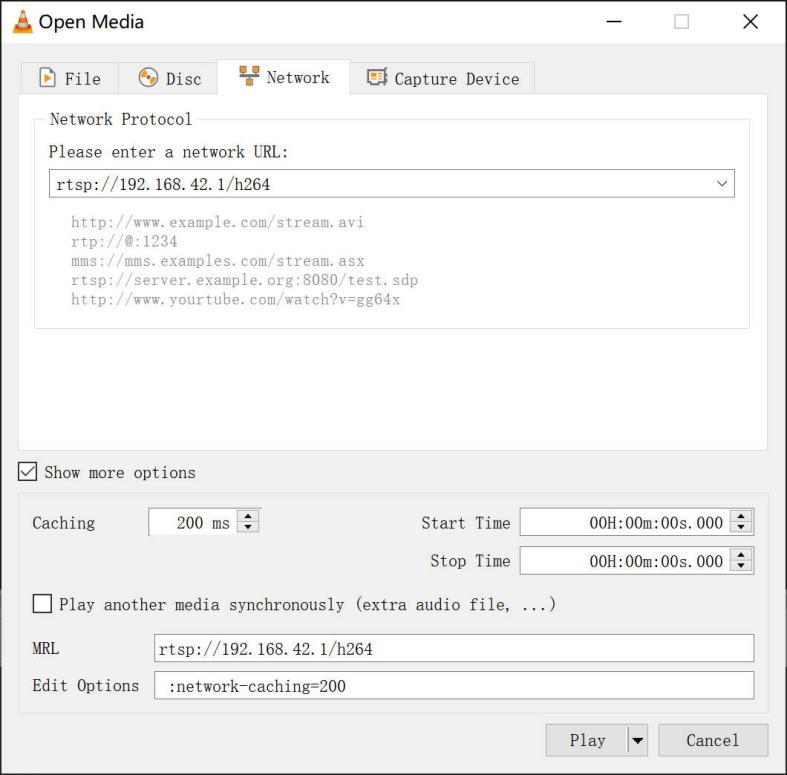 Open Media
File Disc Network Capture Device
Network Protocol
Please enter a network URL:
rtsp://192.168.42.1/h264
http://www.example.com/stream.avi
rtp://@:1234
mms://mms.examples.com/stream.asx
rtsp://server.example.org:8080/test.sdp
http://www.yourtube.com/watch?v=gg64x
Show more options
Caching 200 ms Start Time 00H:00m:00s.000
Stop Time 00H:00m:00s.000
Play another media synchronously (extra audio file, ...)
MRL rtsp://192.168.42.1/h264
Edit Options :network-caching=200
Play Cancel